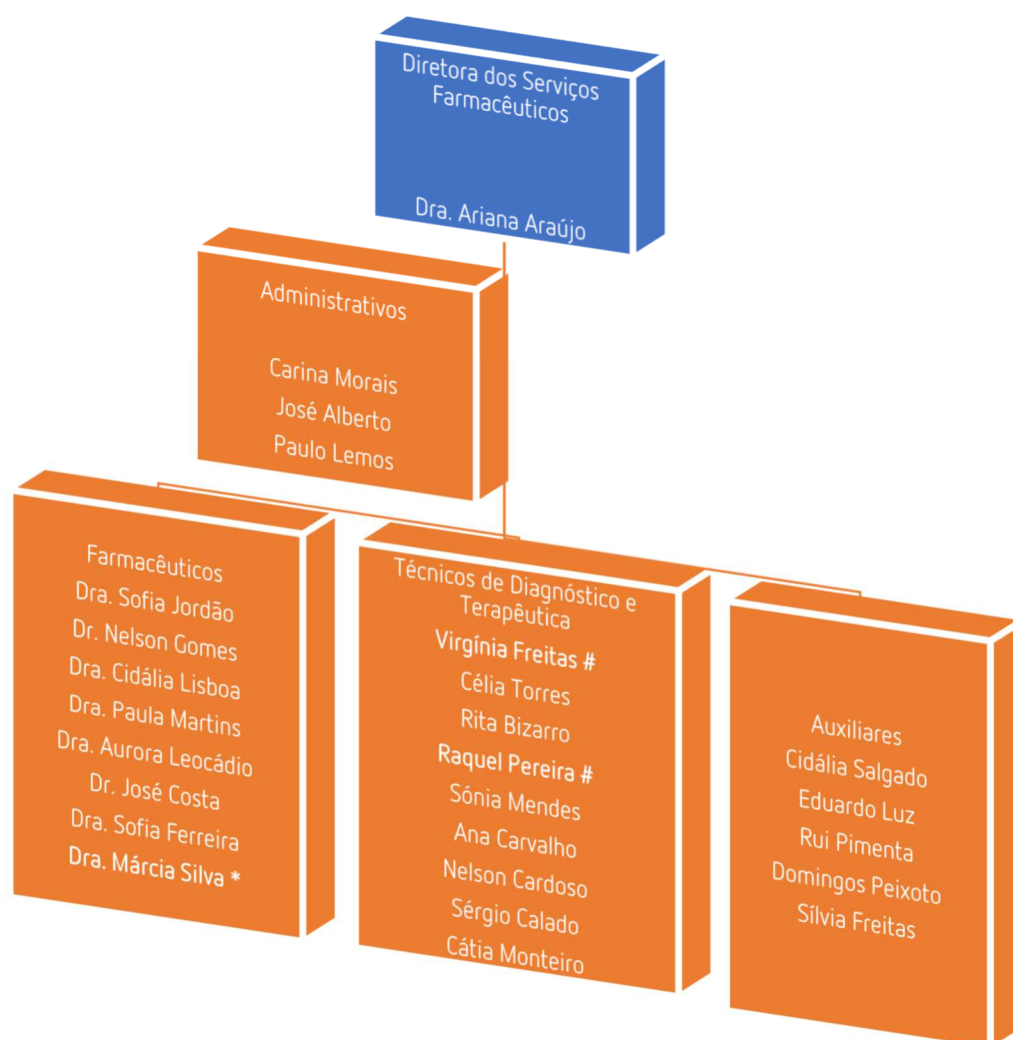 Diretora dos Serviços
Farmacêuticos
Dra. Ariana Araújo
Administrativos
Carina Morais
José Alberto
Paulo Lemos
Farmacêuticos
Dra. Sofia Jordão
Dr. Nelson Gomes
Dra. Cidália Lisboa
Dra. Paula Martins
Dra. Aurora Leocádio
Dr. José Costa
Dra. Sofia Ferreira
Dra. Márcia Silva *
Técnicos de Diagnóstico e
Terapêutica
Virgínia Freitas #
Célia Torres
Rita Bizarro
Raquel Pereira #
Sónia Mendes
Ana Carvalho
Nelson Cardoso
Sérgio Calado
Cátia Monteiro
Auxiliares
Cidália Salgado
Eduardo Luz
Rui Pimenta
Domingos Peixoto
Sílvia Freitas